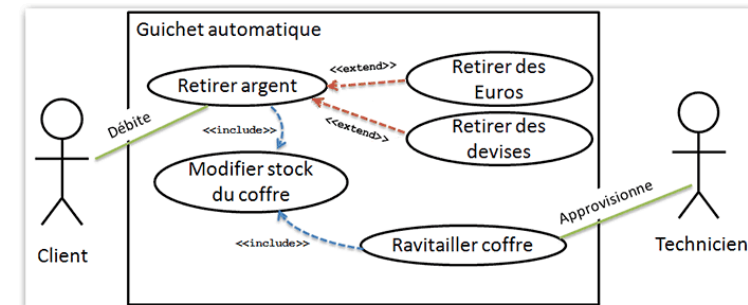 Guichet automatique
Retirer argent
<<extend>>
Retirer des
Euros
Débite
<<include>>
<<extend>>
Retirer des
devises
Modifier stock
du coffre
Approvisionne
<<include>>
Ravitailler coffre
Client
Technicien